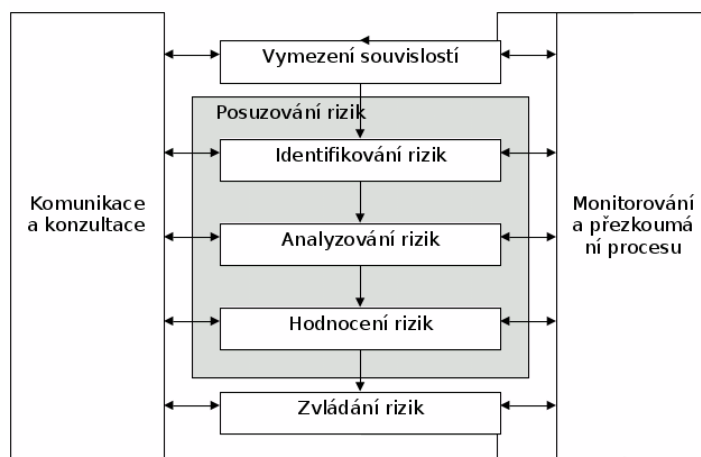 Vymezení souvislostí
Posuzování rizik
Identifikování rizik
Komunikace
a konzultace
Monitorování
a přezkoumá
ní procesu
Analyzování rizik
Hodnocení rizik
Zvládání rizik